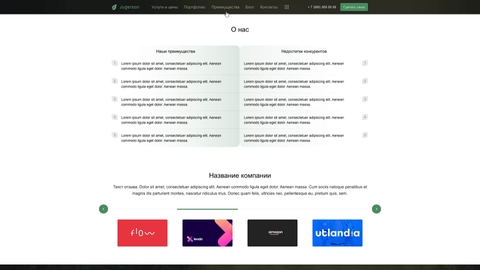 Jugerson Услуги и цены Портфолио Преимущества Блог Контакты
О нас
Наши преимущества
Недостатки конкурентов
Lorem ipsum dolor sit amet, consectetuer adipiscing elit. Aenean
commodo ligula eget dolor. Aenean massa.
Lorem ipsum dolor sit amet, consectetuer adipiscing elit. Aenean
commodo ligula eget dolor. Aenean massa.
Lorem ipsum dolor sit amet, consectetuer adipiscing elit. Aenean
commodo ligula eget dolor. Aenean massa.
Lorem ipsum dolor sit amet, consectetuer adipiscing elit. Aenean
commodo ligula eget dolor. Aenean massa.
Lorem ipsum dolor sit amet, consectetuer adipiscing elit. Aenean
commodo ligula eget dolor. Aenean massa.
Lorem ipsum dolor sit amet, consectetuer adipiscing elit. Aenean
commodo ligula eget dolor. Aenean massa.
Lorem ipsum dolor sit amet, consectetuer adipiscing elit. Aenean
commodo ligula eget dolor. Aenean massa.
Lorem ipsum dolor sit amet, consectetuer adipiscing elit. Aenean
commodo ligula eget dolor. Aenean massa.
Lorem ipsum dolor sit amet, consectetuer adipiscing elit. Aenean
commodo ligula eget dolor. Aenean massa.
Lorem ipsum dolor sit amet, consectetuer adipiscing elit. Aenean
commodo ligula eget dolor. Aenean massa.
Название компании
Текст отзыва. Dolor sit amet, consectetuer adipiscing elit. Aenean commodo ligula eget dolor. Aenean massa. Cum sociis natoque penatibus et
magnis dis parturient montes, nascetur ridiculus mus. Donec quam felis, ultricies nec, pellentesque eu, pretium quis, sem.
flow
utlandia